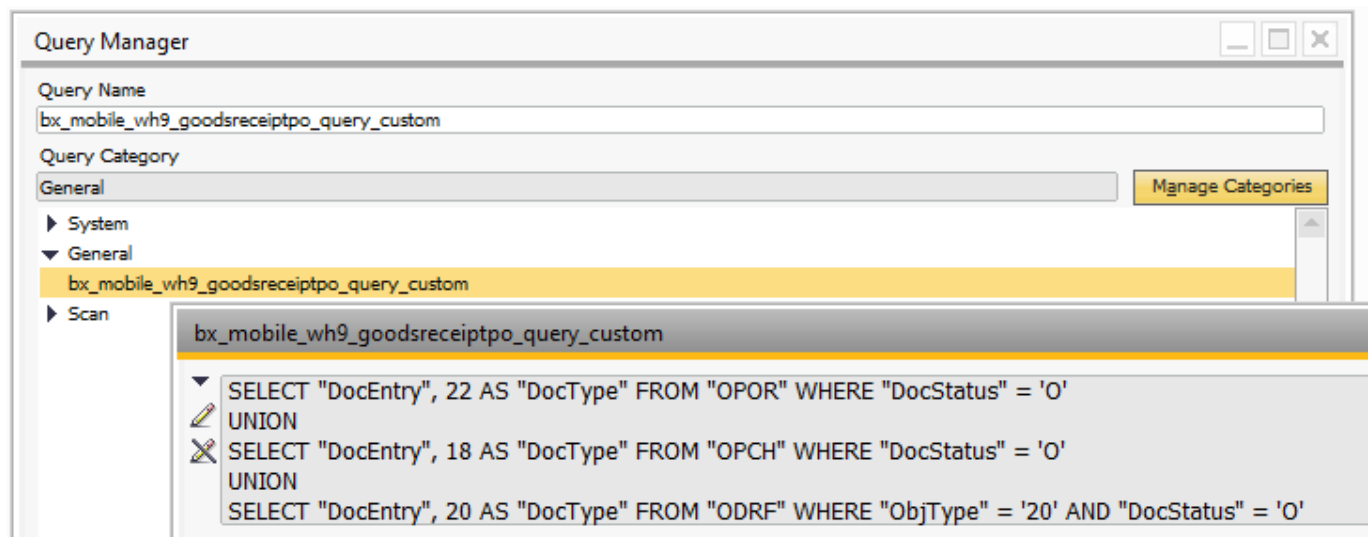 Query Manager
Query Name
bx_mobile_wh9_goodsreceiptpo_query_custom
Query Category
General
Manage Categories
System
General
bx_mobile_wh9_goodsreceiptpo_query_custom
Scan
bx_mobile_wh9_goodsreceiptpo_query_custom
SELECT "DocEntry", 22 AS "DocType" FROM "OPOR" WHERE "DocStatus" = 'O'
UNION
SELECT "DocEntry", 18 AS "DocType" FROM "OPCH" WHERE "DocStatus" = 'O'
UNION
SELECT "DocEntry", 20 AS "DocType" FROM "ODRF" WHERE "ObjType" = '20' AND "DocStatus" = 'O'